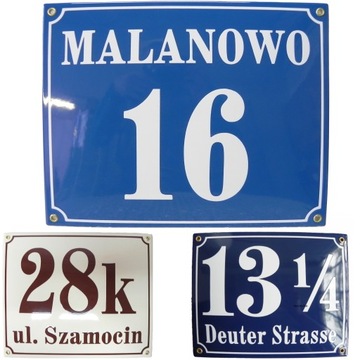 MALANOWO
16
28k
ul. Szamocin
13 1/4
Deuter Strasse